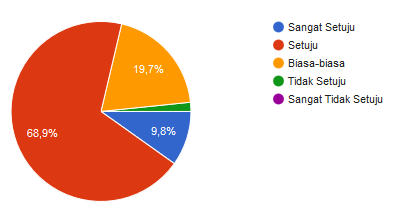 Sangat Setuju
Setuju
Biasa-biasa
Tidak Setuju
Sangat Tidak Setuju
19,7%
68,9%
9,8%